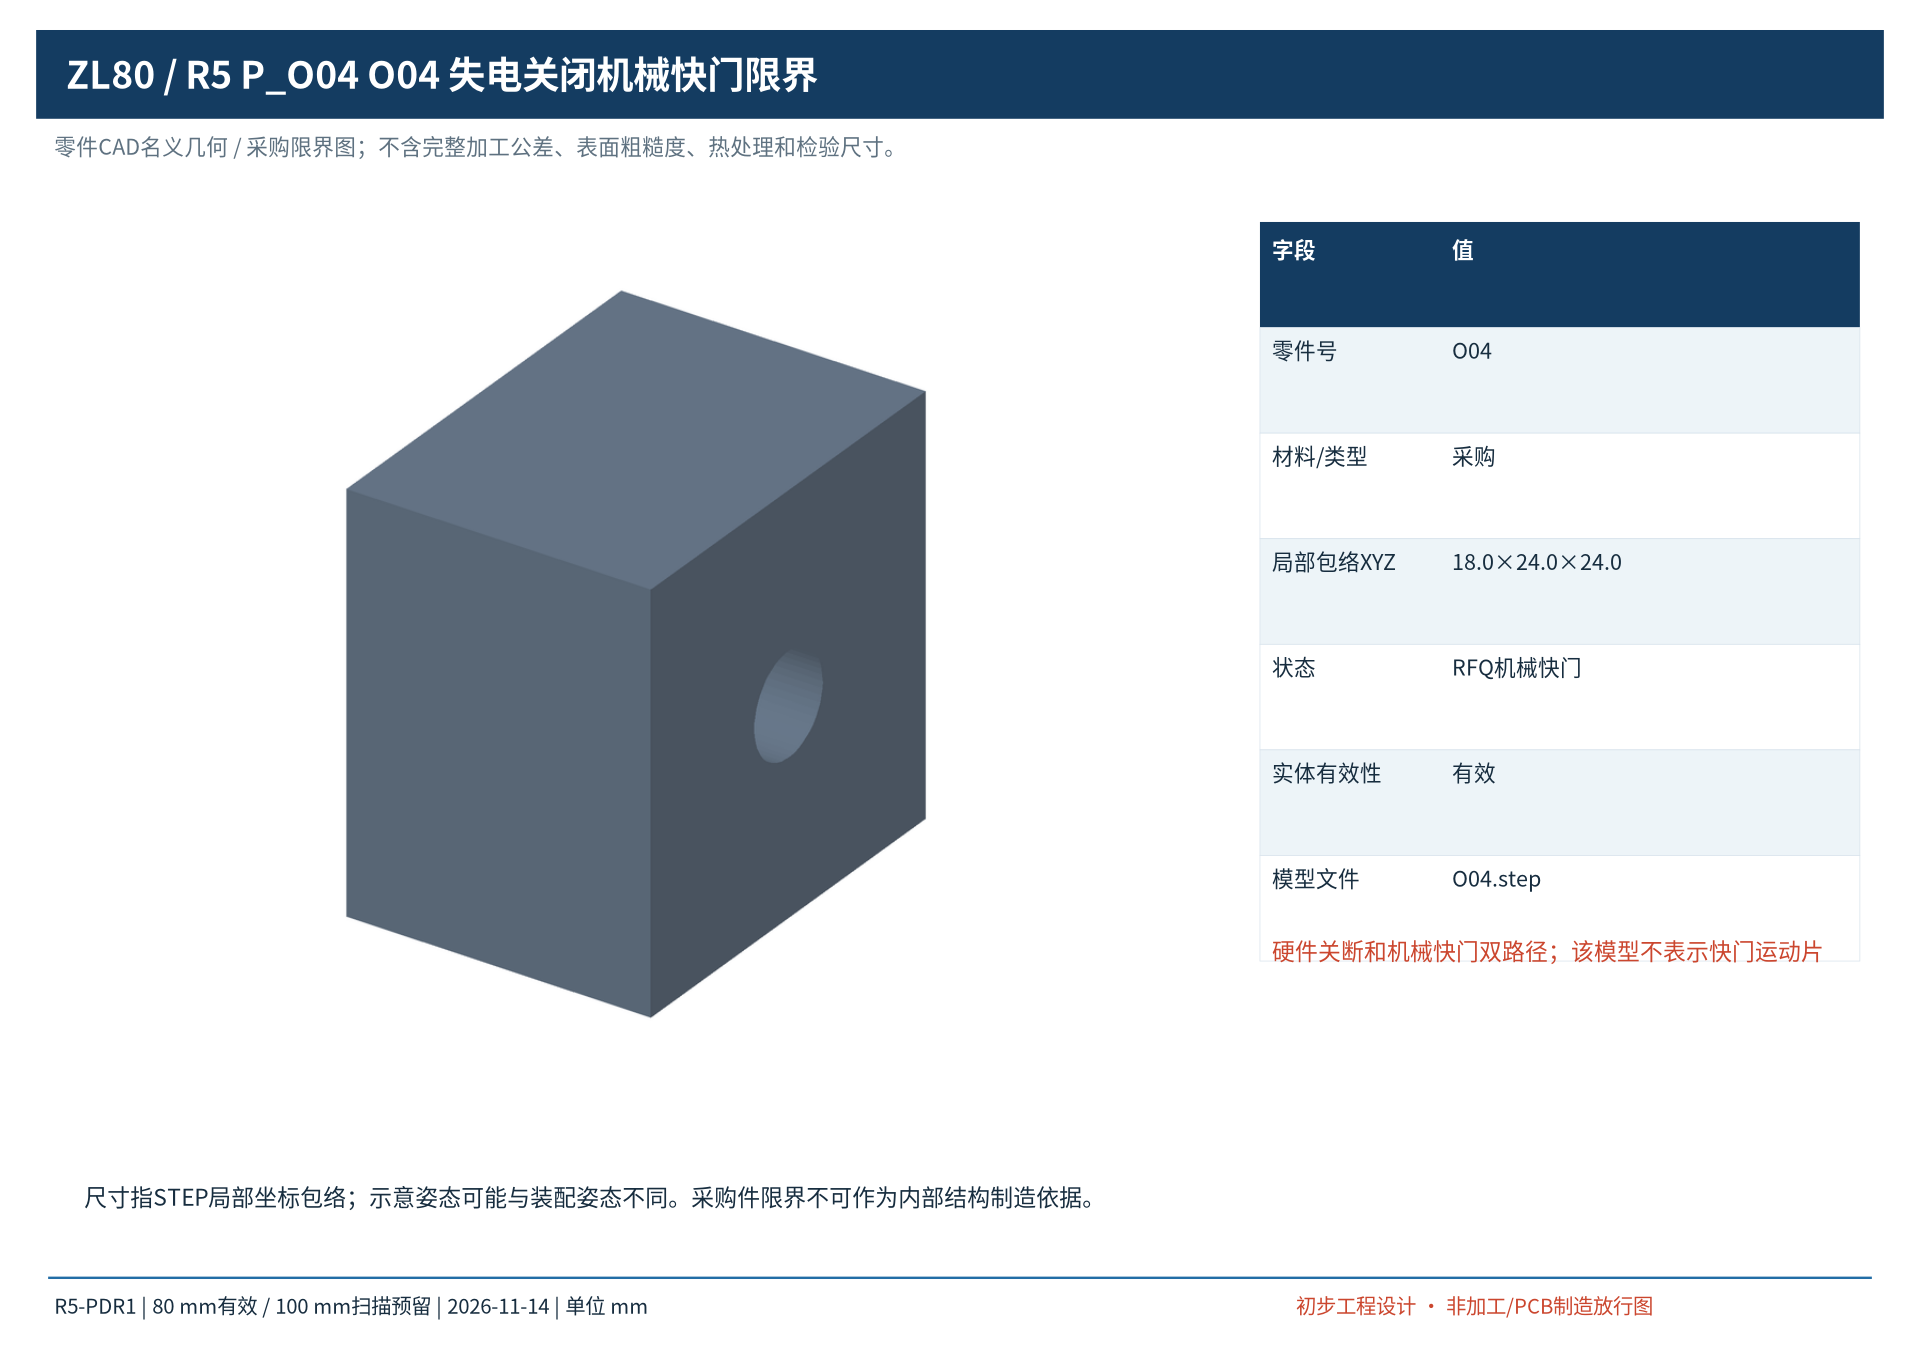 ZL80 / R5 P_O04 O04 失电关闭机械快门限界
零件CAD名义几何 / 采购限界图；不含完整加工公差、表面粗糙度、热处理和检验尺寸。
字段 值
零件号 O04
材料/类型 采购
局部包络XYZ 18.0×24.0×24.0
状态 RFQ机械快门
实体有效性 有效
模型文件 O04.step
硬件关断和机械快门双路径；该模型不表示快门运动片
尺寸指STEP局部坐标包络；示意姿态可能与装配姿态不同。采购件限界不可作为内部结构制造依据。
R5-PDR1 | 80 mm有效 / 100 mm扫描预留 | 2026-11-14 | 单位 mm
初步工程设计 · 非加工/PCB制造放行图